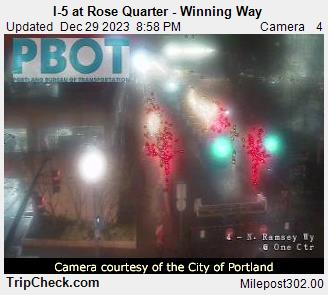 I-5 at Rose Quarter - Winning Way
Updated Dec 29 2023 8:58 PM Camera 4
PBOT
PORTLAND BUREAU OF TRANSPORTATION
4 - N. Ramsey Wy
@ One Ctr
Camera courtesy of the City of Portland
TripCheck.com Milepost302.00